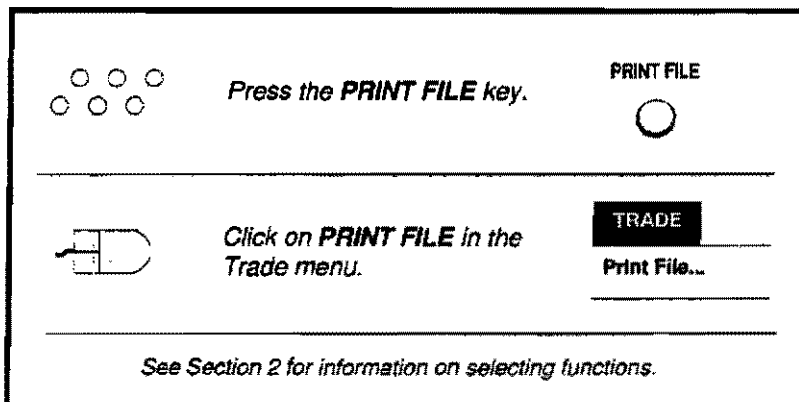 Press the PRINT FILE key.
PRINT FILE
Click on PRINT FILE in the
Trade menu.
TRADE
Print File...
See Section 2 for information on selecting functions.